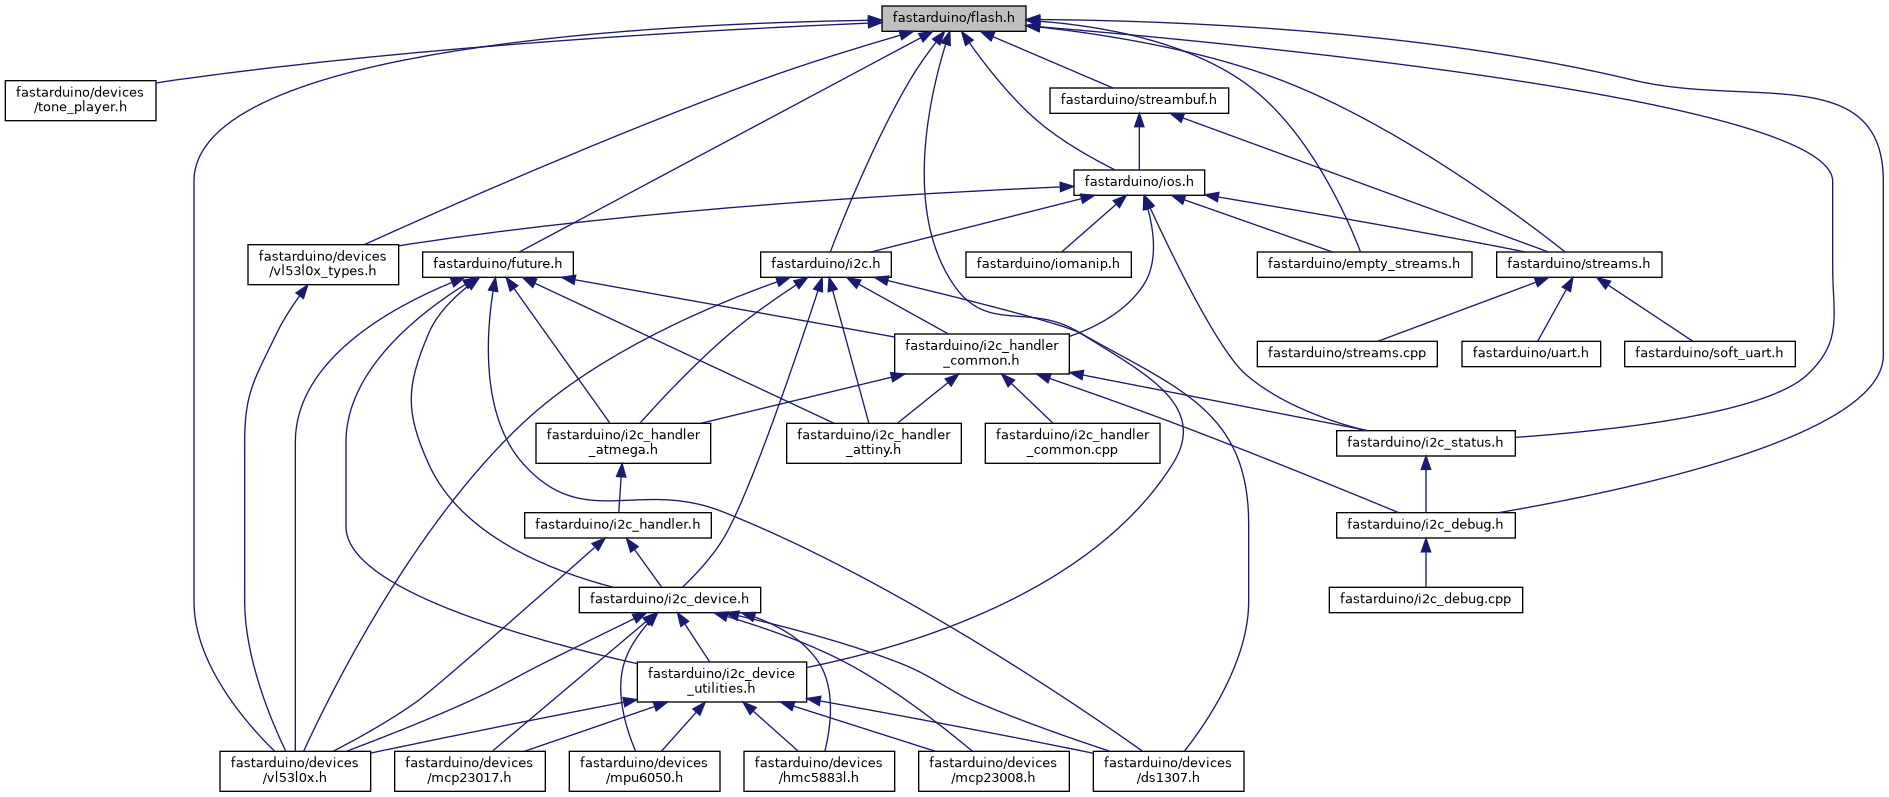 fastarduino/flash.h
fastarduino/devices
/tone_player.h
fastarduino/streambuf.h
fastarduino/ios.h
fastarduino/devices
/vl53l0x_types.h
fastarduino/future.h
fastarduino/i2c.h
fastarduino/iomanip.h
fastarduino/empty_streams.h
fastarduino/streams.h
fastarduino/i2c_handler
_common.h
fastarduino/streams.cpp
fastarduino/uart.h
fastarduino/soft_uart.h
fastarduino/i2c_handler
_atmega.h
fastarduino/i2c_handler
_attiny.h
fastarduino/i2c_handler
_common.cpp
fastarduino/i2c_status.h
fastarduino/i2c_handler.h
fastarduino/i2c_debug.h
fastarduino/i2c_device.h
fastarduino/i2c_debug.cpp
fastarduino/i2c_device
_utilities.h
fastarduino/devices
/vl53l0x.h
fastarduino/devices
/mcp23017.h
fastarduino/devices
/mpu6050.h
fastarduino/devices
/hmc5883l.h
fastarduino/devices
/mcp23008.h
fastarduino/devices
/ds1307.h